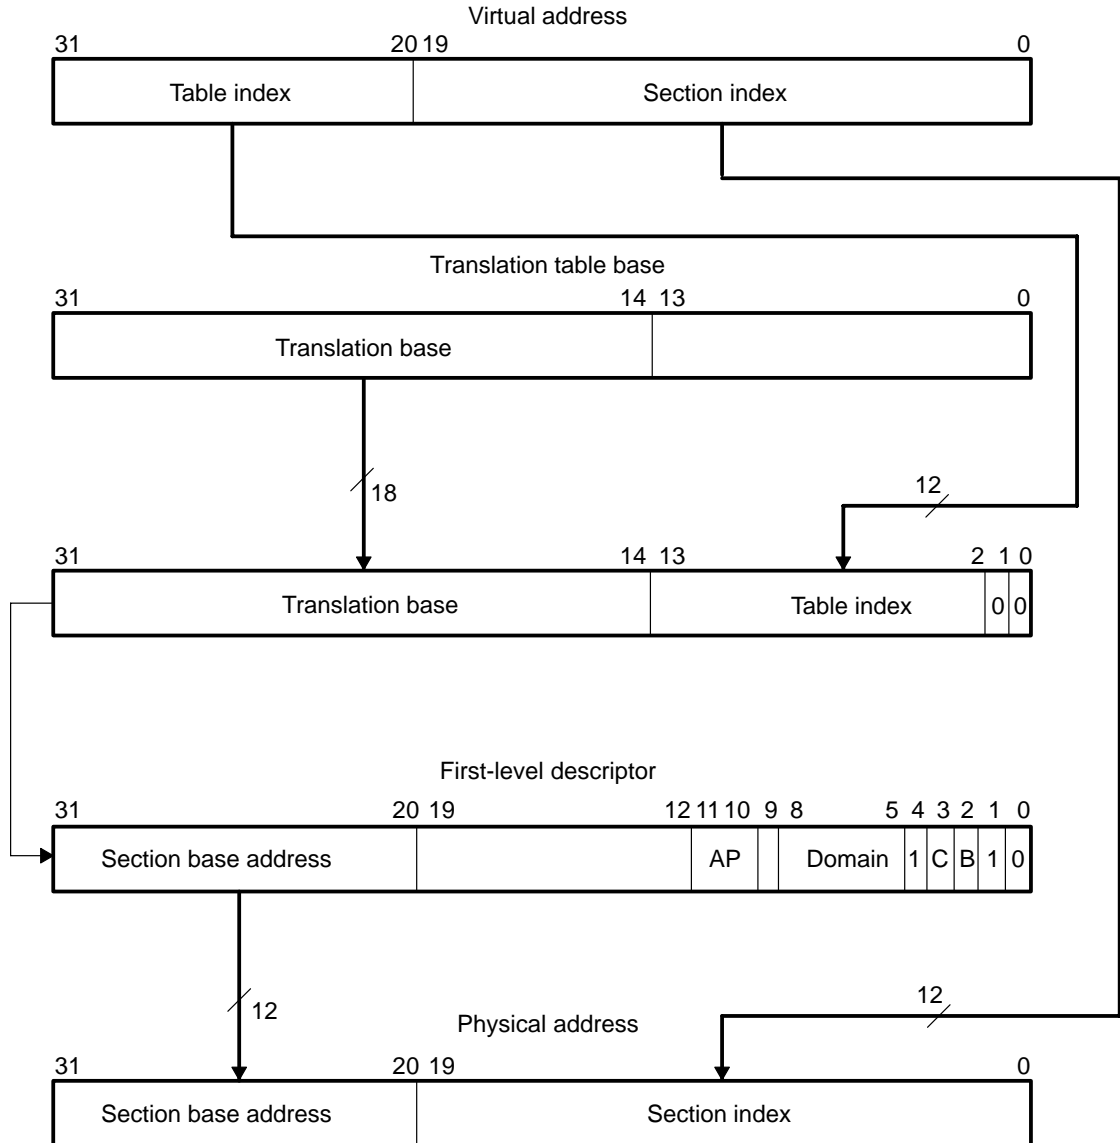 Virtual address
31 20 19 0
Table index Section index
Translation table base
31 14 13 0
Translation base
18 12
31 14 13 2 1 0
Translation base Table index 0 0
First-level descriptor
31 20 19 12 11 10 9 8 5 4 3 2 1 0
Section base address AP Domain 1 C B 1 0
12 12
Physical address
31 20 19 0
Section base address Section index